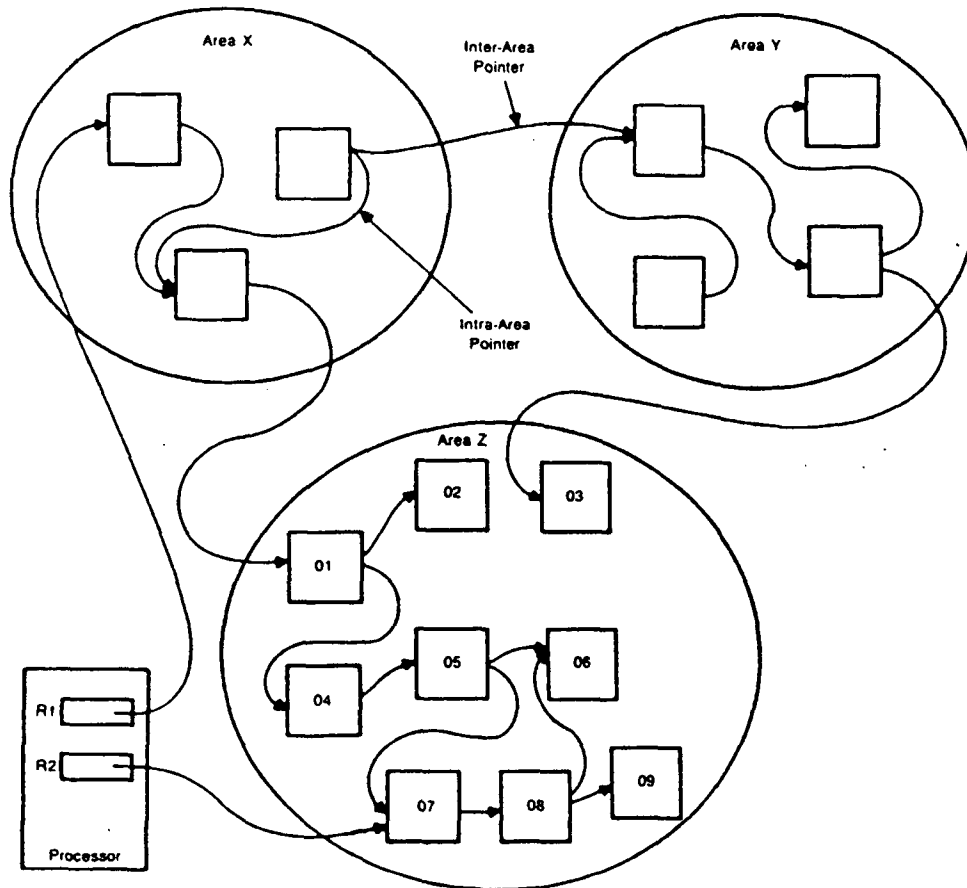 Area X
Inter-Area
Pointer
Area Y
Intra-Area
Pointer
Area Z
02
03
01
05
06
04
R1
R2
09
07
08
Processor